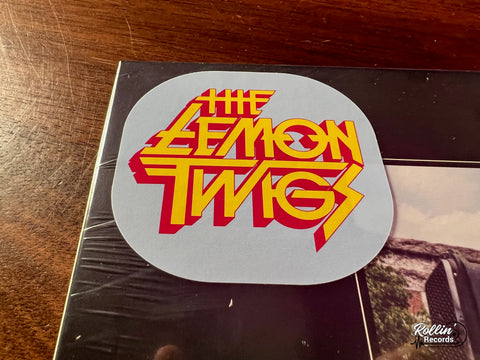 THE
LEMON
TWIGS
Rollin'
Records